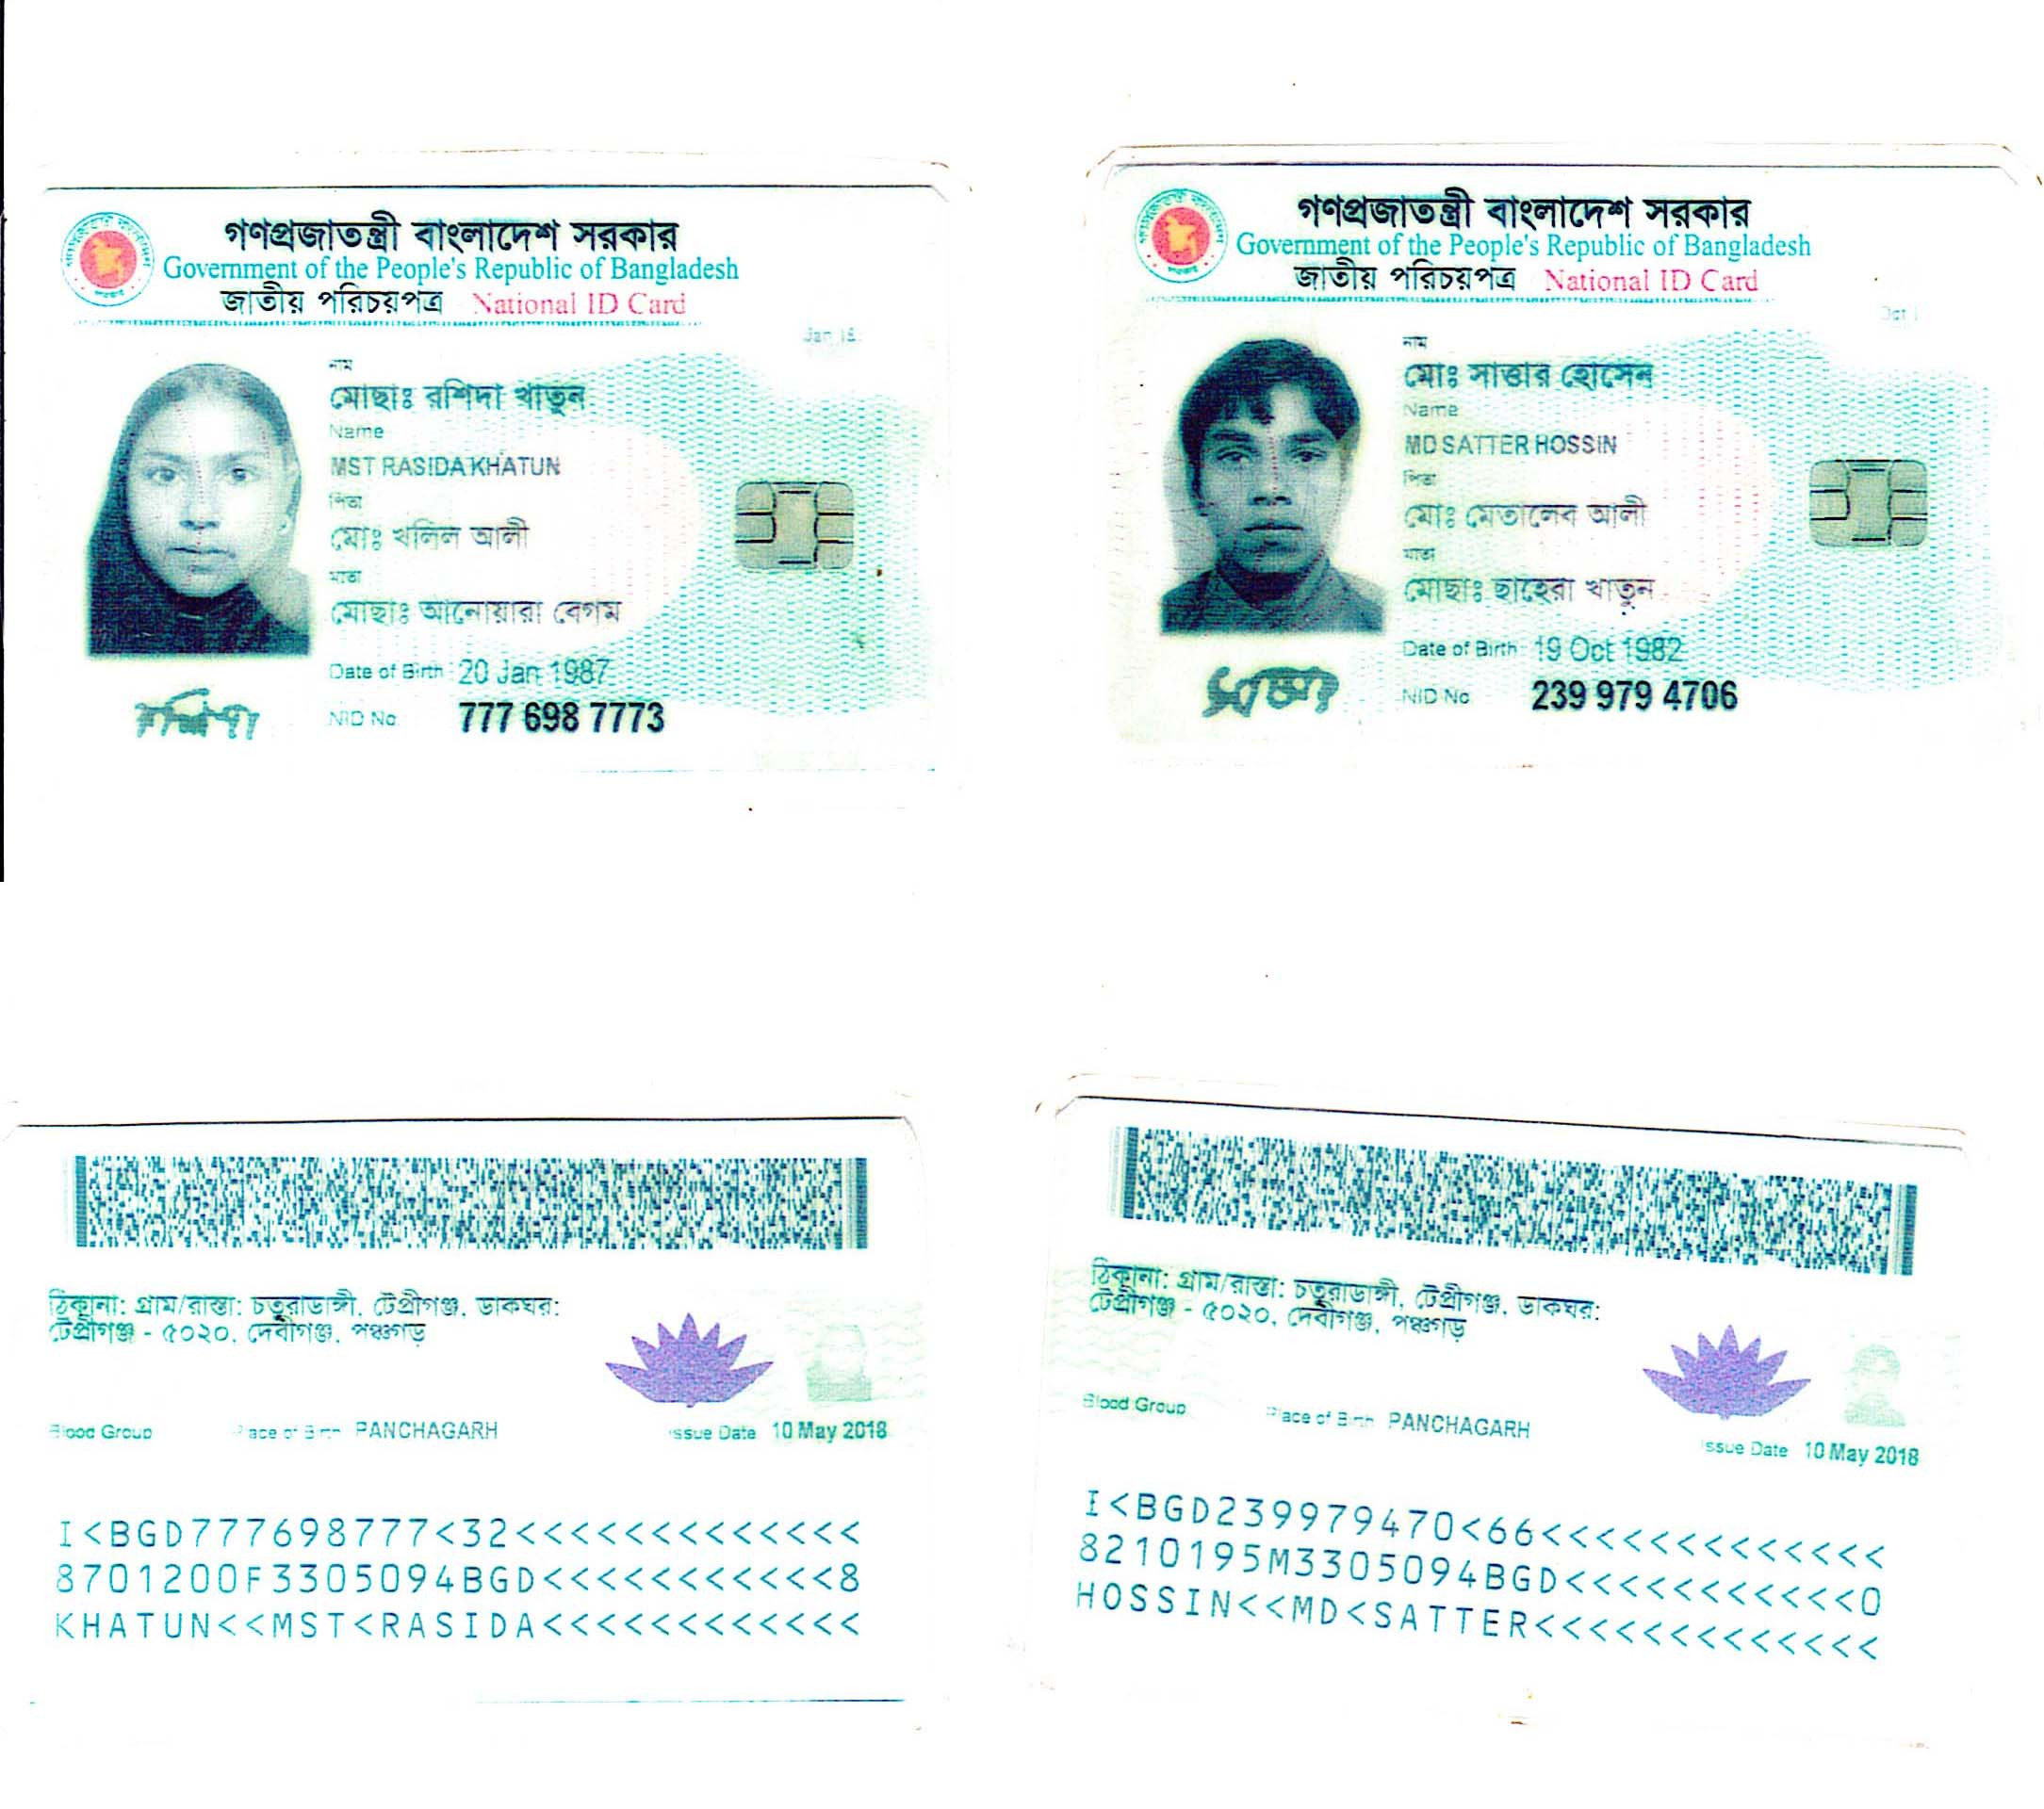 গণপ্রজাতন্ত্রী বাংলাদেশ সরকার
Government of the People's Republic of Bangladesh
জাতীয় পরিচয়পত্র National ID Card
নাম
মোছাঃ রশিদা খাতুন
Name
MST RASIDA KHATUN
পিতা
মোঃ খলিল আলী
মাতা
মোছাঃ আনোয়ারা বেগম
Date of Birth 20 Jan 1987
NID No 777 698 7773
গণপ্রজাতন্ত্রী বাংলাদেশ সরকার
Government of the People's Republic of Bangladesh
জাতীয় পরিচয়পত্র National ID Card
Oct
নাম
মোঃ সাত্তার হোসেন
Name
MD SATTER HOSSIN
পিতা
মোঃ মেতালেব আলী
মাতা
মোছাঃ ছাহেরা খাতুন
Date of Birth 19 Oct 1982
NID No 239 979 4706
ঠিকানা: গ্রাম/রাস্তা: চতুরাডাঙ্গী, টেপ্রীগঞ্জ, ডাকঘর:
টেপ্রীগঞ্জ - ৫০২০, দেবীগঞ্জ, পঞ্চগড়
Blood Group Place of Birth PANCHAGARH Issue Date 10 May 2018
I<BGD777698777<32<<<<<<<<<<<<<
8701200F3305094BGD<<<<<<<<<<<8
KHATUN<<MST<RASIDA<<<<<<<<<<<<
ঠিকানা: গ্রাম/রাস্তা: চতুরাডাঙ্গী, টেপ্রীগঞ্জ, ডাকঘর:
টেপ্রীগঞ্জ - ৫০২০, দেবীগঞ্জ, পঞ্চগড়
Blood Group Place of Birth PANCHAGARH Issue Date 10 May 2018
I<BGD239979470<66<<<<<<<<<<<<<
8210195M3305094BGD<<<<<<<<<<<0
HOSSIN<<MD<SATTER<<<<<<<<<<<<<